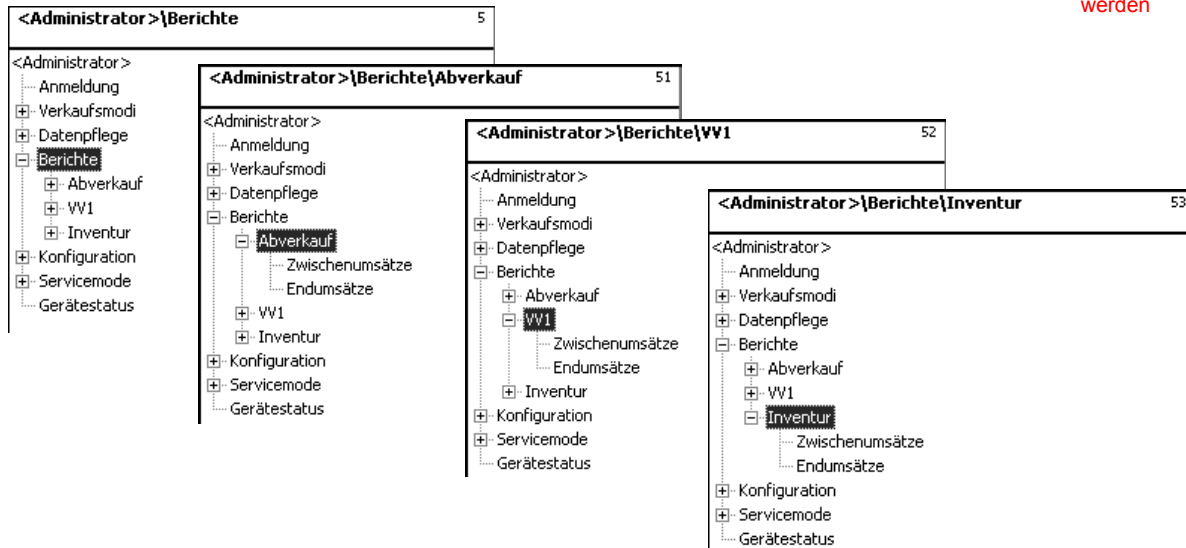 werden
<Administrator>\Berichte 5
<Administrator>
Anmeldung
Verkaufsmodi
Datenpflege
Berichte
Abverkauf
VV1
Inventur
Konfiguration
Servicemode
Gerätestatus
<Administrator>\Berichte\Abverkauf 51
<Administrator>
Anmeldung
Verkaufsmodi
Datenpflege
Berichte
Abverkauf
Zwischenumsätze
Endumsätze
VV1
Inventur
Konfiguration
Servicemode
Gerätestatus
<Administrator>\Berichte\VV1 52
<Administrator>
Anmeldung
Verkaufsmodi
Datenpflege
Berichte
Abverkauf
VV1
Zwischenumsätze
Endumsätze
Inventur
Konfiguration
Servicemode
Gerätestatus
<Administrator>\Berichte\Inventur 53
<Administrator>
Anmeldung
Verkaufsmodi
Datenpflege
Berichte
Abverkauf
VV1
Inventur
Zwischenumsätze
Endumsätze
Konfiguration
Servicemode
Gerätestatus